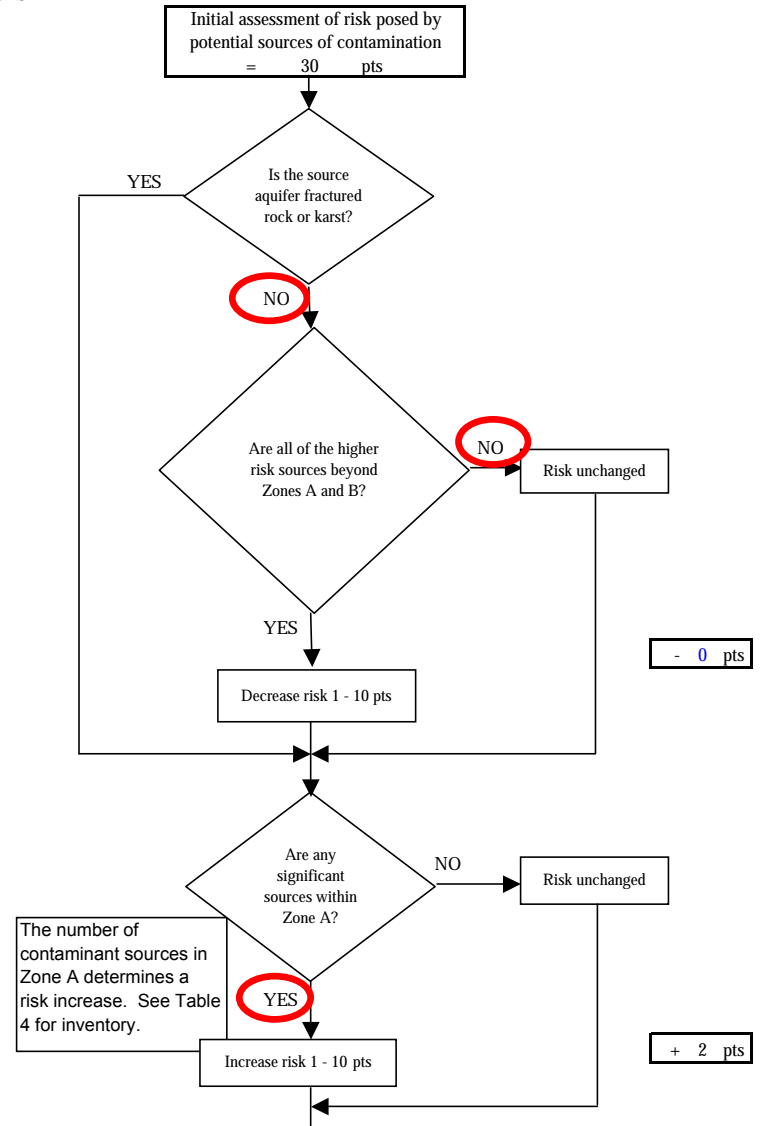 Initial assessment of risk posed by
potential sources of contamination
= 30 pts
Is the source
aquifer fractured
rock or karst?
YES
NO
Are all of the higher
risk sources beyond
Zones A and B?
NO
Risk unchanged
YES
- 0 pts
Decrease risk 1 - 10 pts
Are any
significant
sources within
Zone A?
NO
Risk unchanged
The number of
contaminant sources in
Zone A determines a
risk increase. See Table
4 for inventory.
YES
Increase risk 1 - 10 pts
+ 2 pts